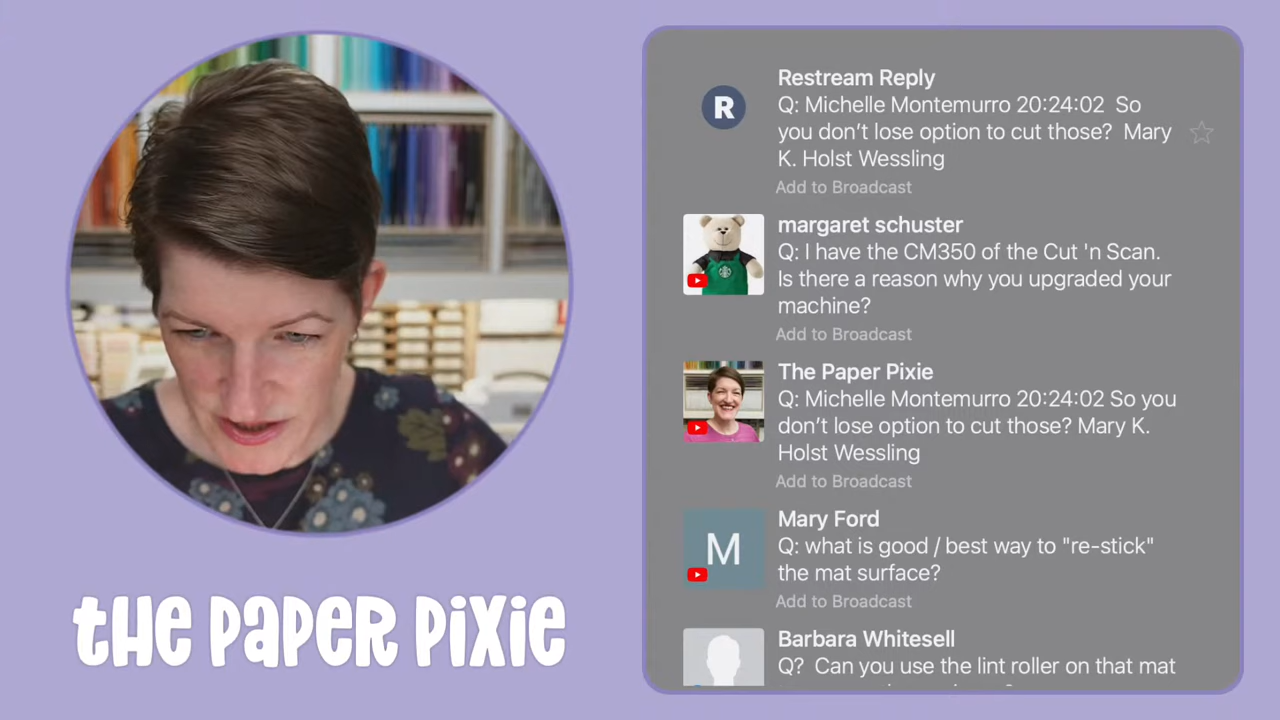 Restream Reply
R
Q: Michelle Montemurro 20:24:02  So
you don’t lose option to cut those?  Mary
K. Holst Wessling
Add to Broadcast
margaret schuster
Q: I have the CM350 of the Cut 'n Scan.
Is there a reason why you upgraded your
machine?
Add to Broadcast
The Paper Pixie
Q: Michelle Montemurro 20:24:02 So you
don’t lose option to cut those? Mary K.
Holst Wessling
Add to Broadcast
Mary Ford
M
Q: what is good / best way to "re-stick"
the mat surface?
Add to Broadcast
Barbara Whitesell
Q?  Can you use the lint roller on that mat
the PAPER PiXiE